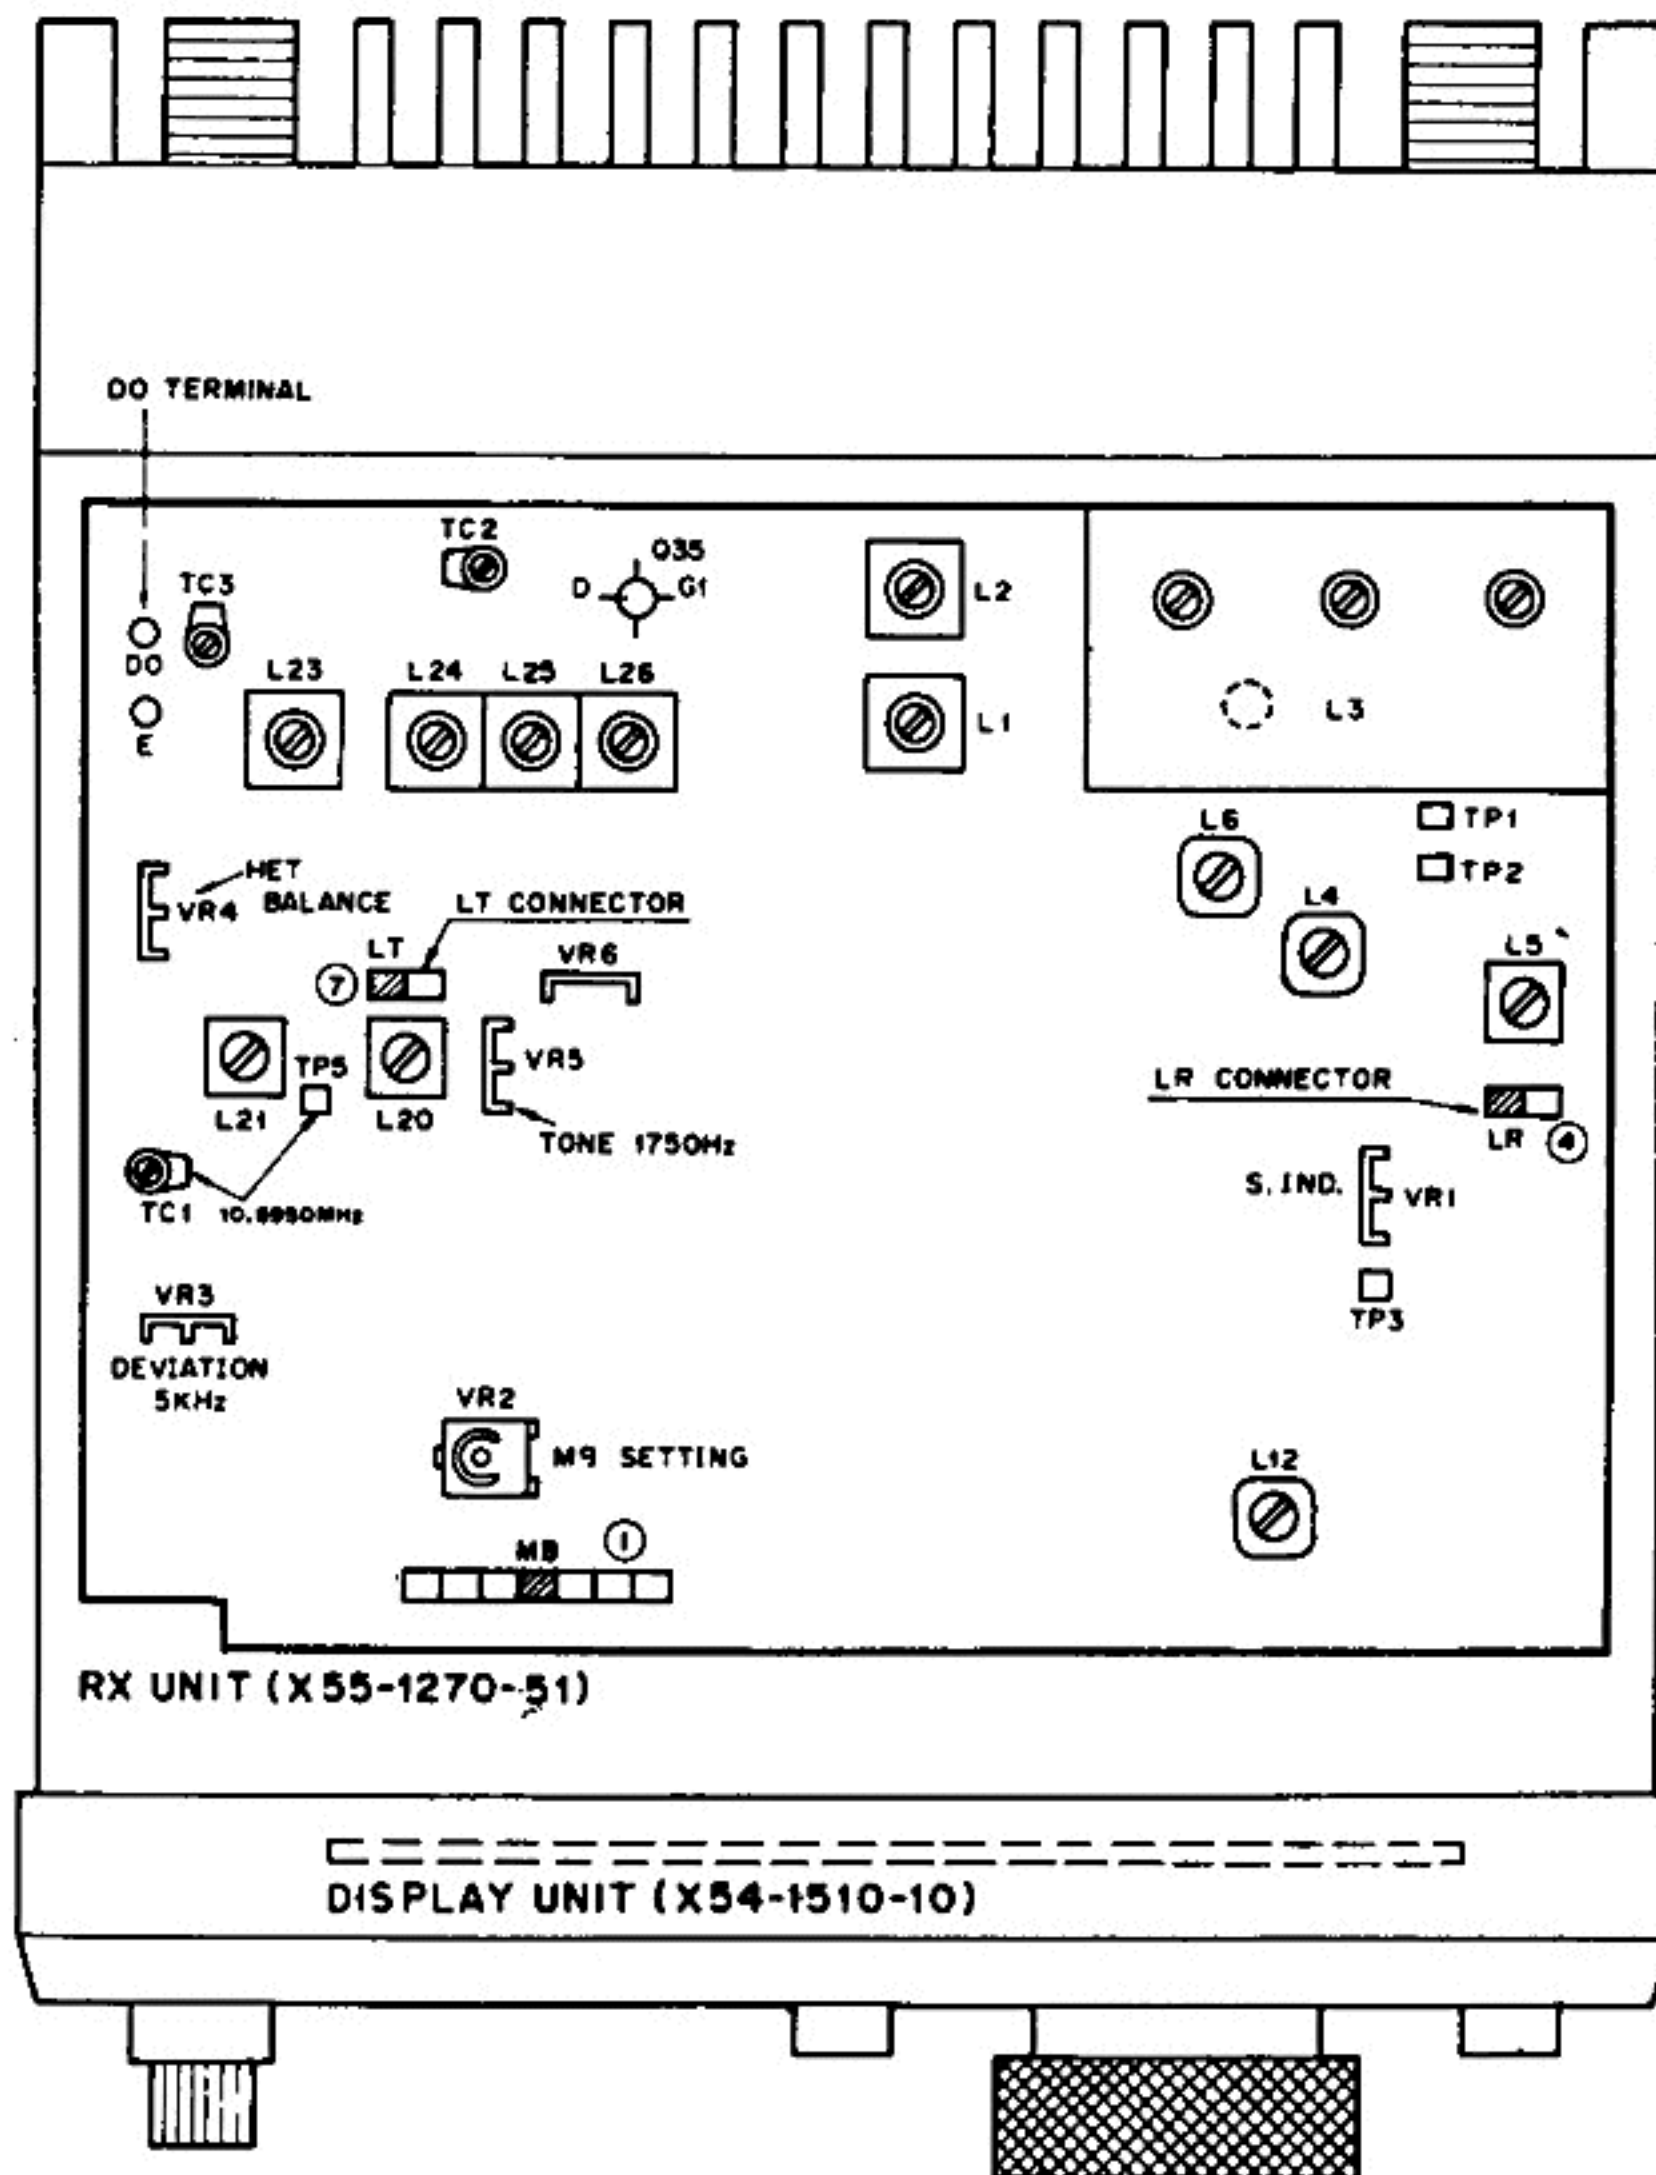 DO TERMINAL
TC2
Q35
D
G1
TC3
L2
DO
L23
L24
L25
L26
L3
L1
E
L6
TP1
TP2
HET
BALANCE
VR4
LT CONNECTOR
L4
LT
VR6
L5
7
TP5
VR5
L21
L20
LR CONNECTOR
TONE 1750Hz
LR
4
S.IND.
VR1
TC1
TP3
VR3
DEVIATION
5KHz
VR2
M9 SETTING
L12
MB
1
RX UNIT (X55-1270-51)
DISPLAY UNIT (X54-1510-10)